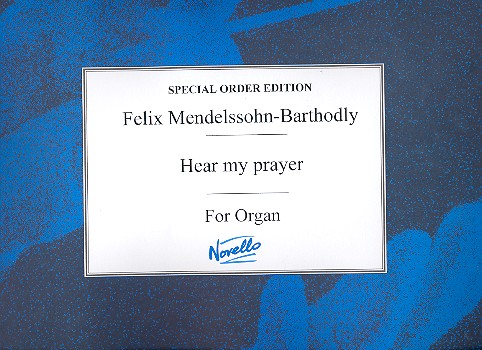 SPECIAL ORDER EDITION
Felix Mendelssohn-Barthodly
Hear my prayer
For Organ
Novello